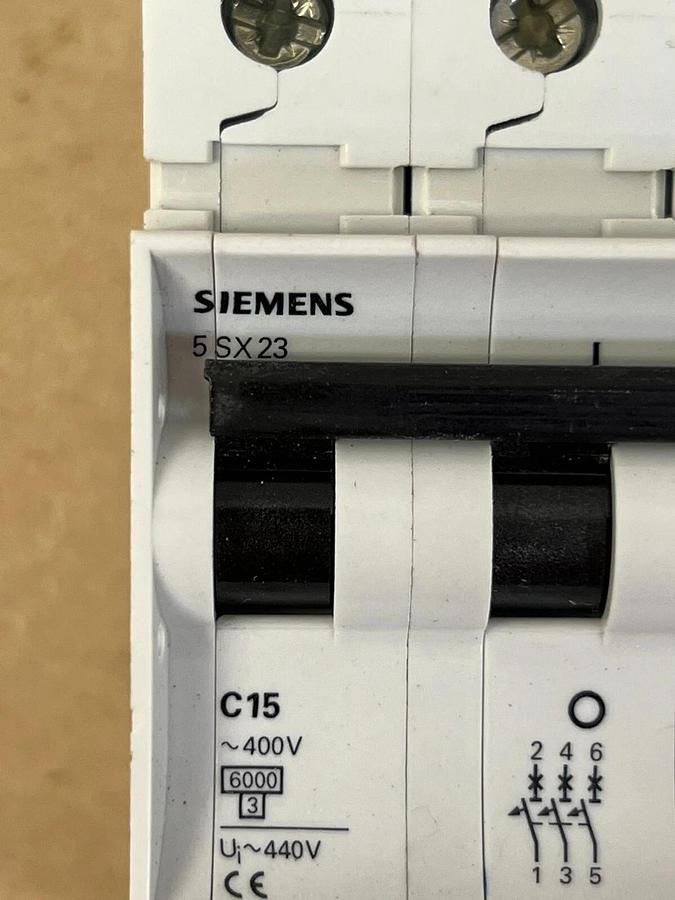 SIEMENS
5SX23
C15
~400V
6000
3
Ui~440V
CE
O
2 4 6
1 3 5